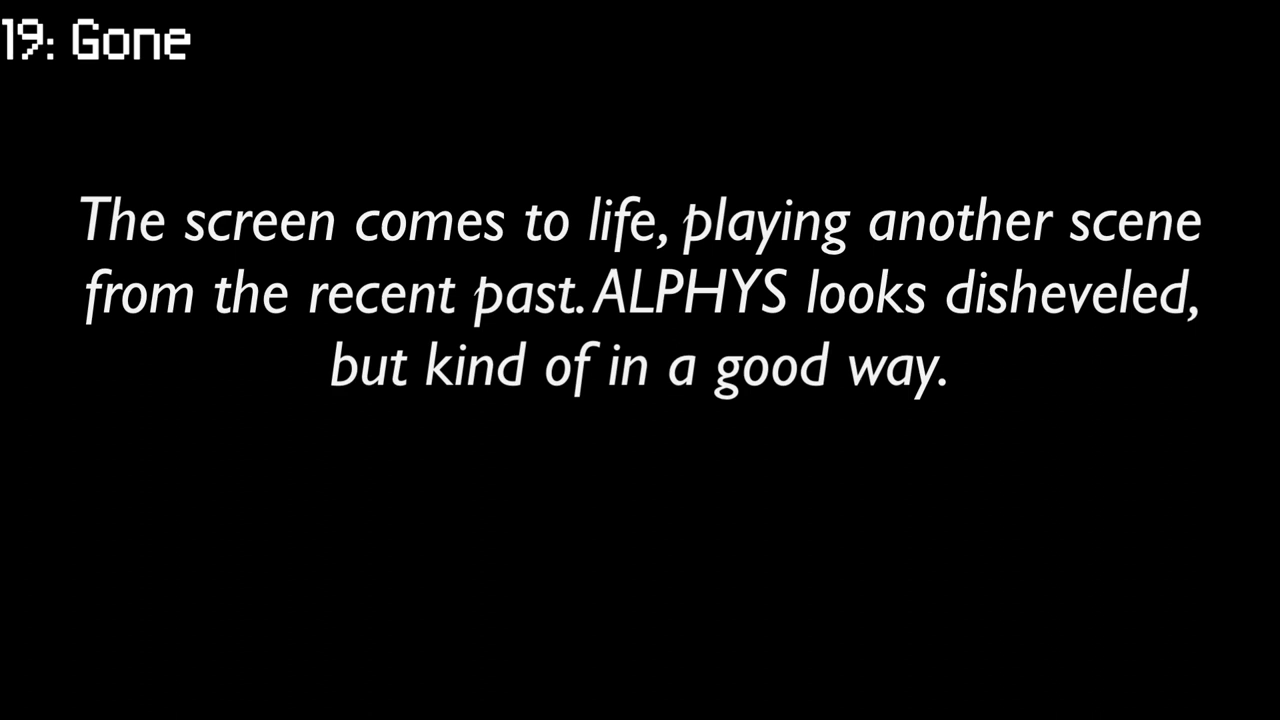 19: Gone
The screen comes to life, playing another scene
from the recent past. ALPHYS looks disheveled,
but kind of in a good way.